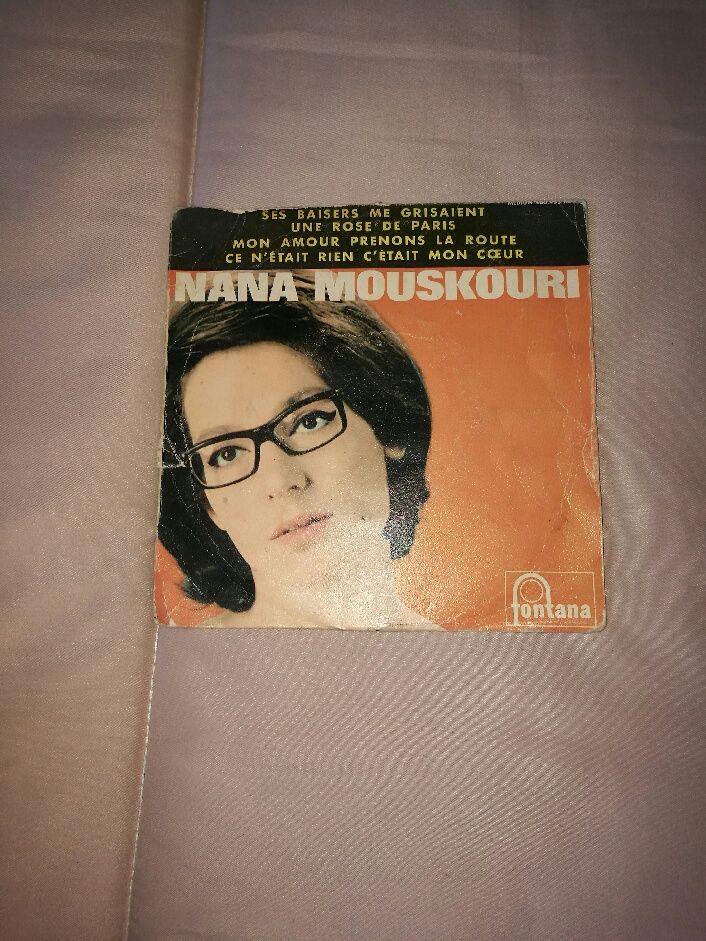 MEDIUM
SES BAISERS ME GRISAIENT
UNE ROSE DE PARIS
MON AMOUR PRENONS LA ROUTE
CE N'ÉTAIT RIEN C'ÉTAIT MON CŒUR
NANA MOUSKOURI
fontana